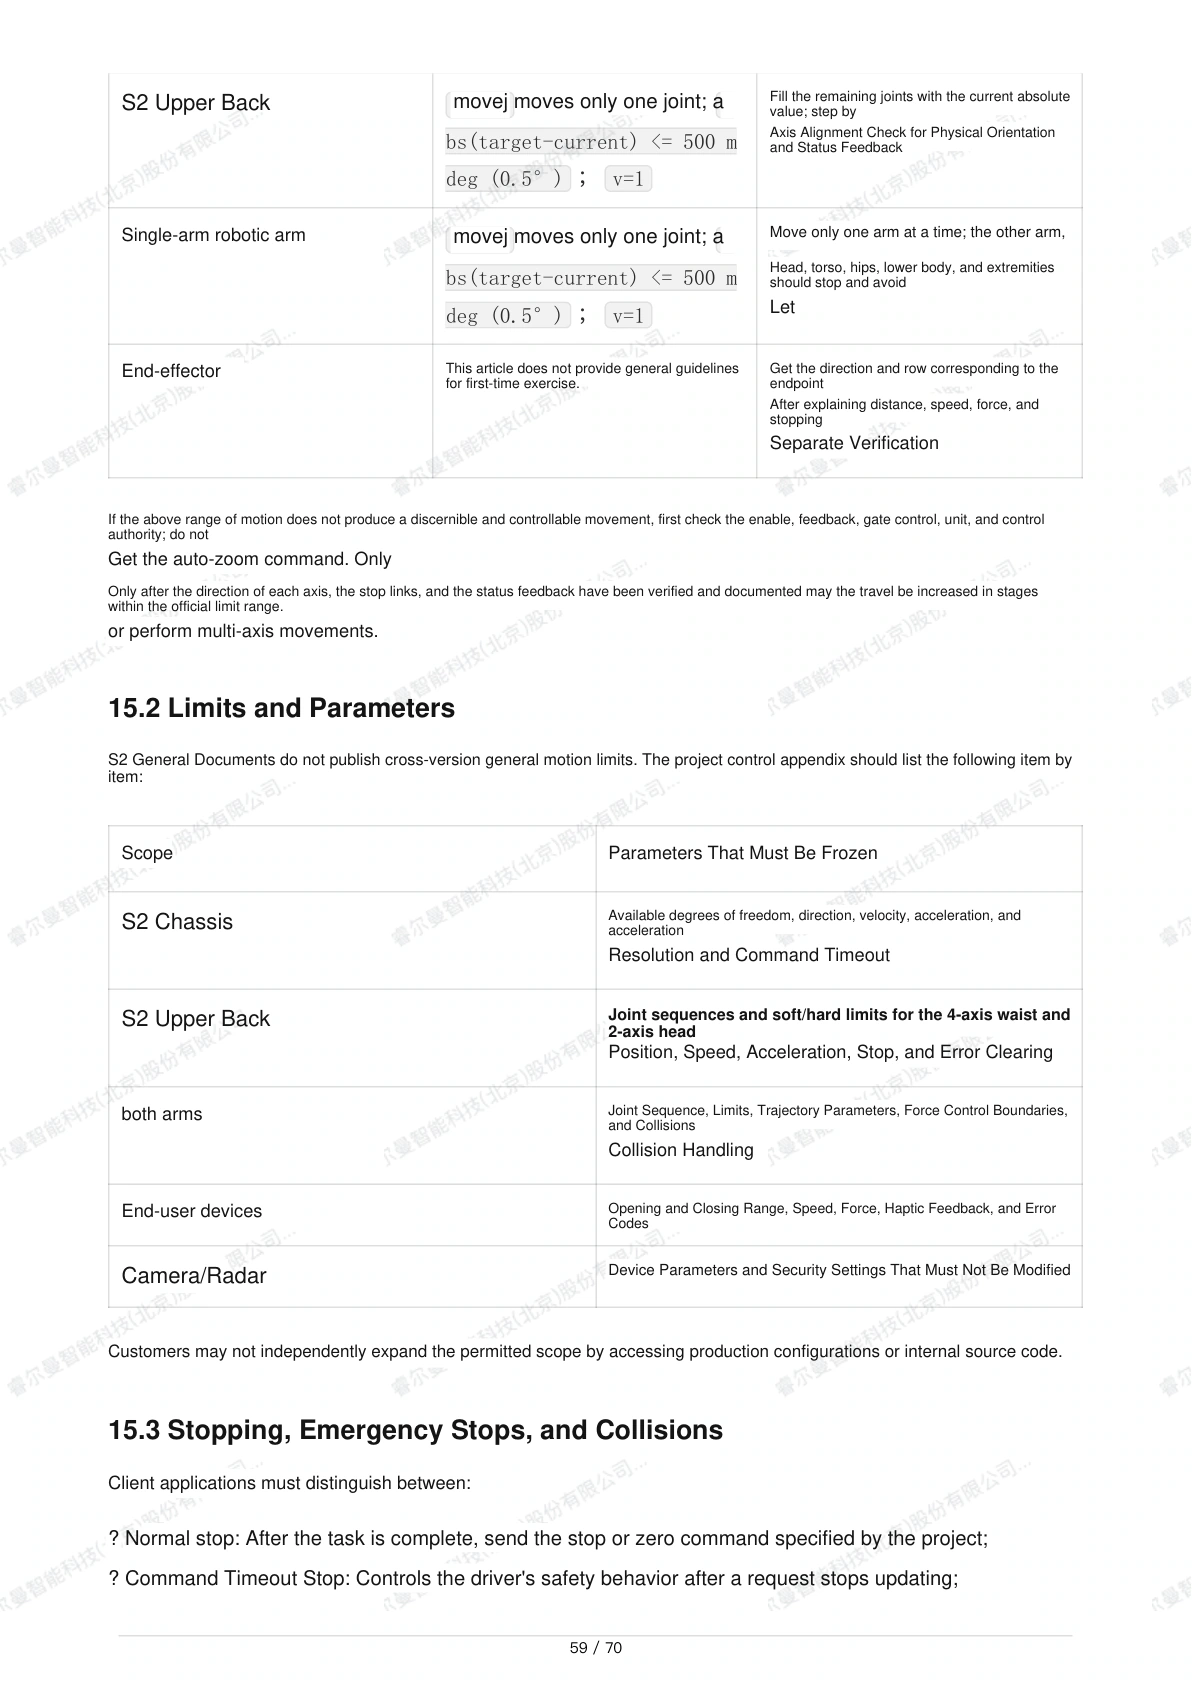 S2 Upper Back
movej moves only one joint; a
bs(target-current) <= 500 m
deg (0.5° ) ; v=1
Fill the remaining joints with the current absolute
value; step by
Axis Alignment Check for Physical Orientation
and Status Feedback
Single-arm robotic arm
movej moves only one joint; a
bs(target-current) <= 500 m
deg (0.5° ) ; v=1
Move only one arm at a time; the other arm,
Head, torso, hips, lower body, and extremities
should stop and avoid
Let
End-effector
This article does not provide general guidelines
for first-time exercise.
Get the direction and row corresponding to the
endpoint
After explaining distance, speed, force, and
stopping
Separate Verification
If the above range of motion does not produce a discernible and controllable movement, first check the enable, feedback, gate control, unit, and control
authority; do not
Get the auto-zoom command. Only
Only after the direction of each axis, the stop links, and the status feedback have been verified and documented may the travel be increased in stages
within the official limit range.
or perform multi-axis movements.
15.2 Limits and Parameters
S2 General Documents do not publish cross-version general motion limits. The project control appendix should list the following item by
item:
Scope
Parameters That Must Be Frozen
S2 Chassis
Available degrees of freedom, direction, velocity, acceleration, and
acceleration
Resolution and Command Timeout
S2 Upper Back
Joint sequences and soft/hard limits for the 4-axis waist and
2-axis head
Position, Speed, Acceleration, Stop, and Error Clearing
both arms
Joint Sequence, Limits, Trajectory Parameters, Force Control Boundaries,
and Collisions
Collision Handling
End-user devices
Opening and Closing Range, Speed, Force, Haptic Feedback, and Error
Codes
Camera/Radar
Device Parameters and Security Settings That Must Not Be Modified
Customers may not independently expand the permitted scope by accessing production configurations or internal source code.
15.3 Stopping, Emergency Stops, and Collisions
Client applications must distinguish between:
? Normal stop: After the task is complete, send the stop or zero command specified by the project;
? Command Timeout Stop: Controls the driver's safety behavior after a request stops updating;
59 / 70
睿尔曼智能科技(北京)股份有限公司...